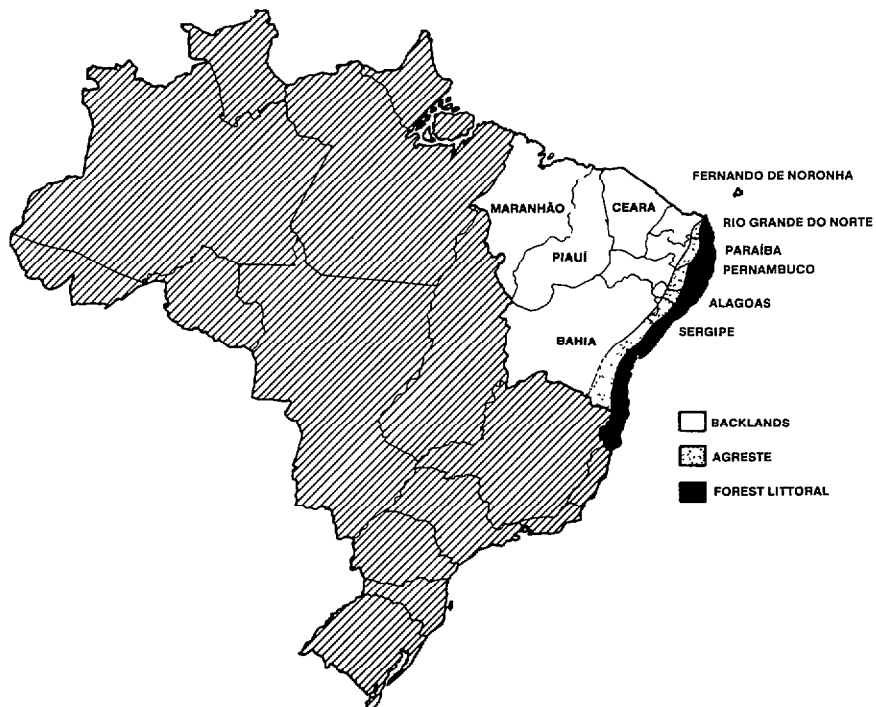 FERNANDO DE NORONHA
MARANHÃO
CEARA
RIO GRANDE DO NORTE
PARAÍBA
PIAUÍ
PERNAMBUCO
ALAGOAS
SERGIPE
BAHIA
BACKLANDS
AGRESTE
FOREST LITTORAL